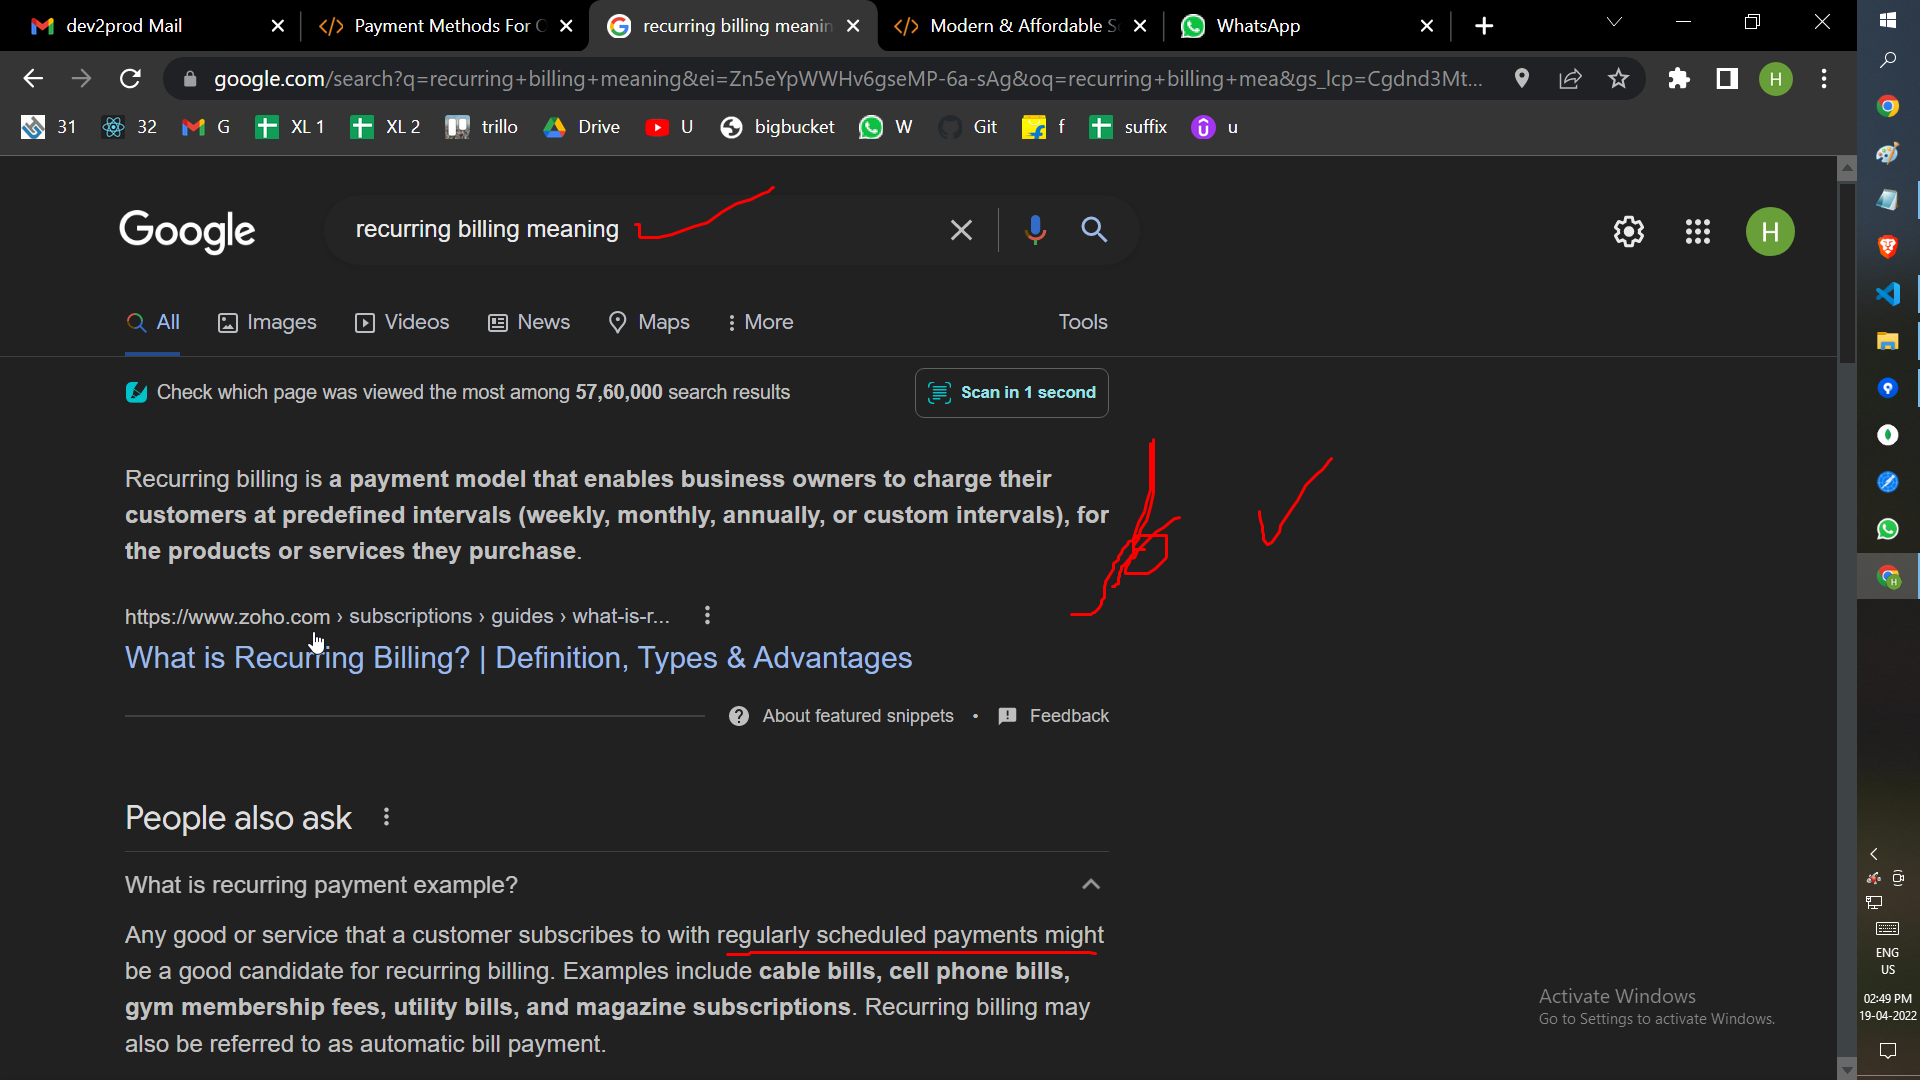 dev2prod Mail
Payment Methods For
recurring billing meanin
Modern & Affordable S
WhatsApp
google.com/search?q=recurring+billing+meaning&ei=Zn5eYpWWHv6gseMP-6a-sAg&oq=recurring+billing+mea&gs_lcp=Cgdnd3Mt...
H
31
32
G
XL 1
XL 2
trillo
Drive
U
bigbucket
W
Git
f
suffix
u
Google
recurring billing meaning
H
All
Images
Videos
News
Maps
More
Tools
Check which page was viewed the most among 57,60,000 search results
Scan in 1 second
Recurring billing is a payment model that enables business owners to charge their
customers at predefined intervals (weekly, monthly, annually, or custom intervals), for
the products or services they purchase.
https://www.zoho.com › subscriptions › guides › what-is-r...
What is Recurring Billing? | Definition, Types & Advantages
About featured snippets • Feedback
People also ask
What is recurring payment example?
Any good or service that a customer subscribes to with regularly scheduled payments might
be a good candidate for recurring billing. Examples include cable bills, cell phone bills,
gym membership fees, utility bills, and magazine subscriptions. Recurring billing may
also be referred to as automatic bill payment.
Activate Windows
Go to Settings to activate Windows.
ENG
US
02:49 PM
19-04-2022